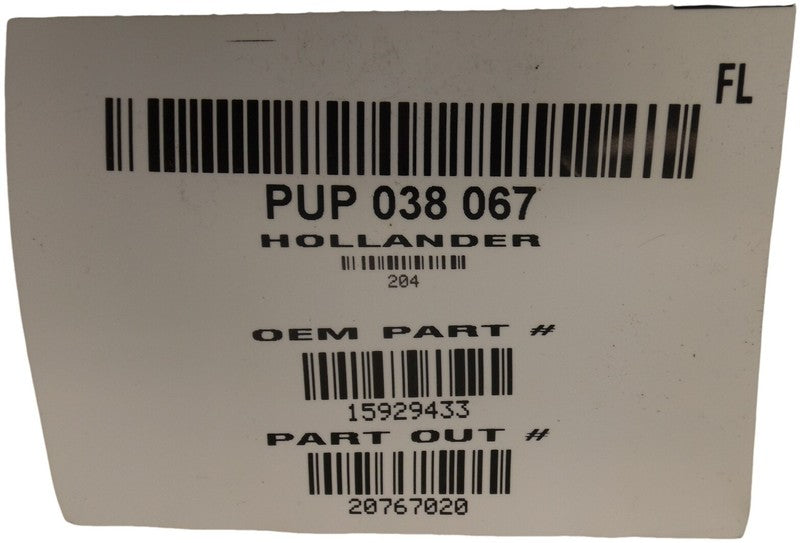 FL
PUP 038 067
HOLLANDER
204
OEM PART #
15929433
PART OUT #
20767020